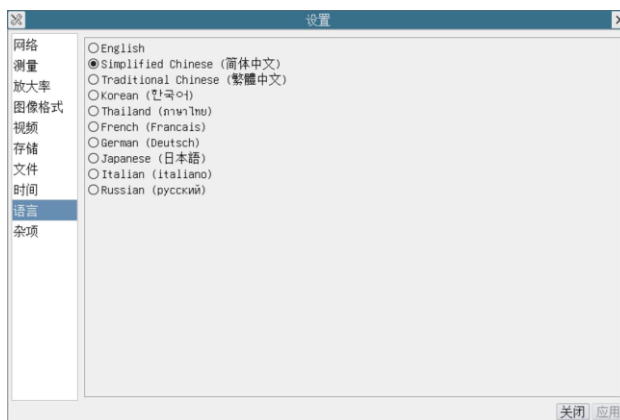 设置
网络
测量
放大率
图像格式
视频
存储
文件
时间
语言
杂项
English
Simplified Chinese (简体中文)
Traditional Chinese (繁體中文)
Korean (한국어)
Thailand (ภาษาไทย)
French (Francais)
German (Deutsch)
Japanese (日本語)
Italian (italiano)
Russian (русский)
关闭 应用